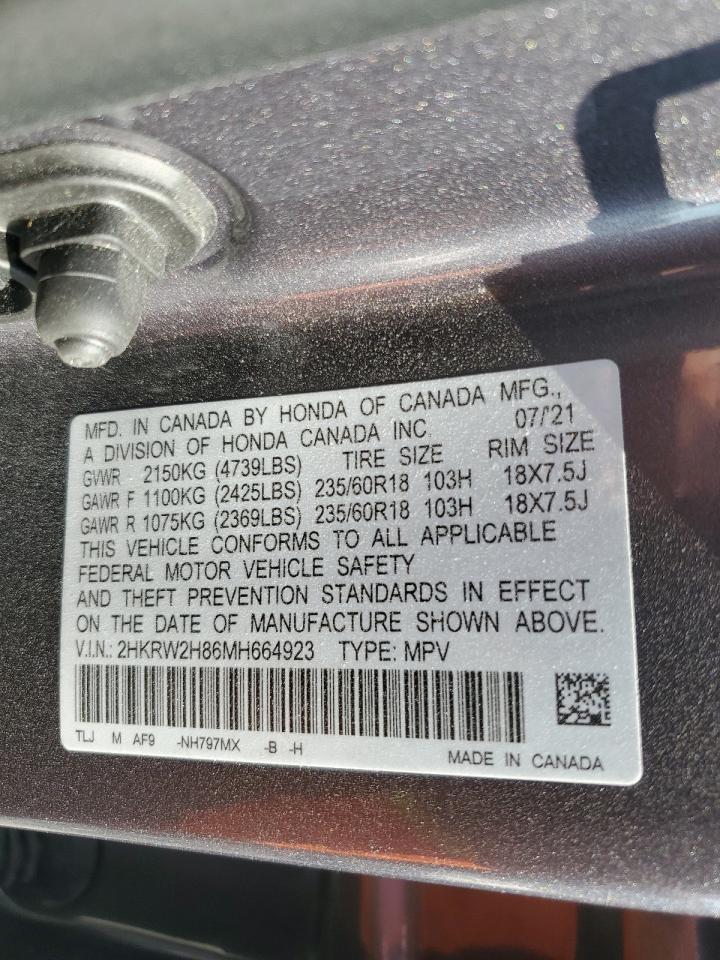 MFD. IN CANADA BY HONDA OF CANADA MFG.,
A DIVISION OF HONDA CANADA INC. 07/'21
GVWR 2150KG (4739LBS) TIRE SIZE RIM SIZE
GAWR F 1100KG (2425LBS) 235/60R18 103H 18X7.5J
GAWR R 1075KG (2369LBS) 235/60R18 103H 18X7.5J
THIS VEHICLE CONFORMS TO ALL APPLICABLE
FEDERAL MOTOR VEHICLE SAFETY
AND THEFT PREVENTION STANDARDS IN EFFECT
ON THE DATE OF MANUFACTURE SHOWN ABOVE.
V.I.N.: 2HKRW2H86MH664923 TYPE: MPV
TLJ M AF9 -NH797MX -B -H
MADE IN CANADA